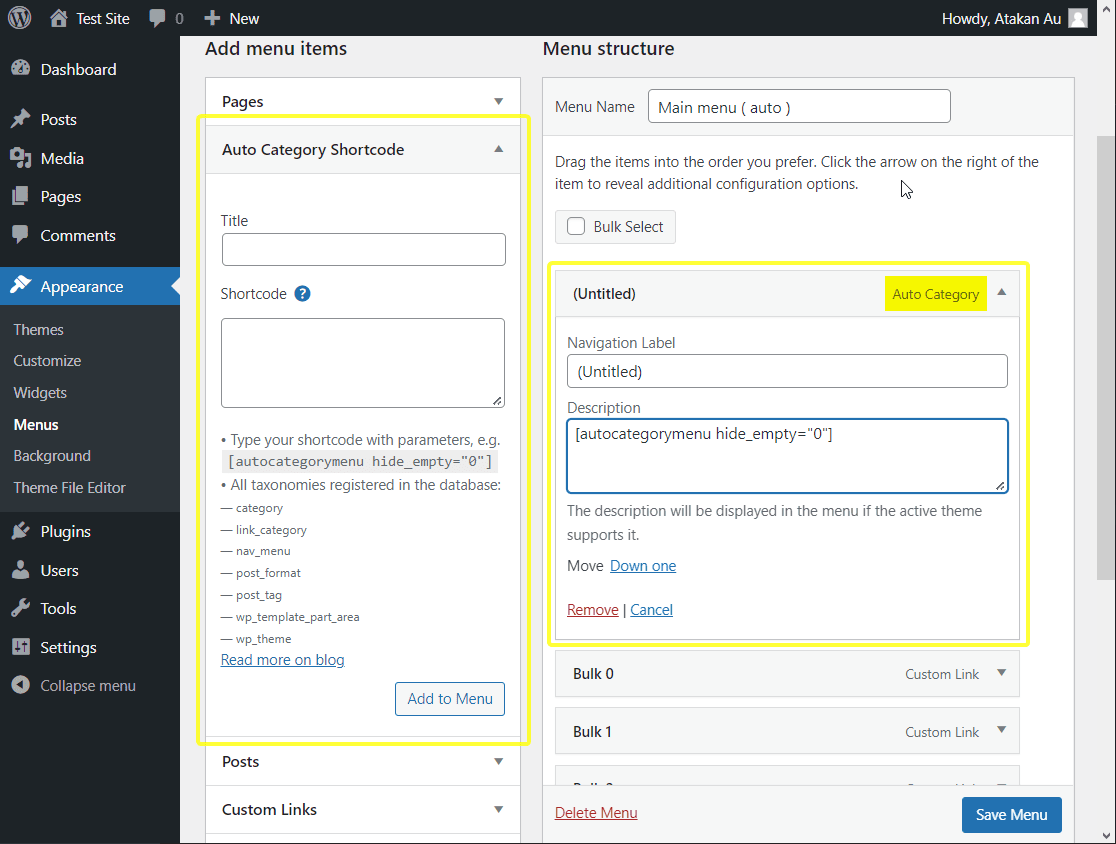 Test Site
0
New
Howdy, Atakan Au
Dashboard
Posts
Media
Pages
Comments
Appearance
Themes
Customize
Widgets
Menus
Background
Theme File Editor
Plugins
Users
Tools
Settings
Collapse menu
Add menu items
Pages
Auto Category Shortcode
Title
Shortcode ?
• Type your shortcode with parameters, e.g.
[autocategorymenu hide_empty="0"]
• All taxonomies registered in the database:
— category
— link_category
— nav_menu
— post_format
— post_tag
— wp_template_part_area
— wp_theme
Read more on blog
Add to Menu
Posts
Custom Links
Menu structure
Menu Name Main menu ( auto )
Drag the items into the order you prefer. Click the arrow on the right of the
item to reveal additional configuration options.
Bulk Select
(Untitled) Auto Category
Navigation Label
(Untitled)
Description
[autocategorymenu hide_empty="0"]
The description will be displayed in the menu if the active theme
supports it.
Move Down one
Remove | Cancel
Bulk 0 Custom Link
Bulk 1 Custom Link
Delete Menu
Save Menu